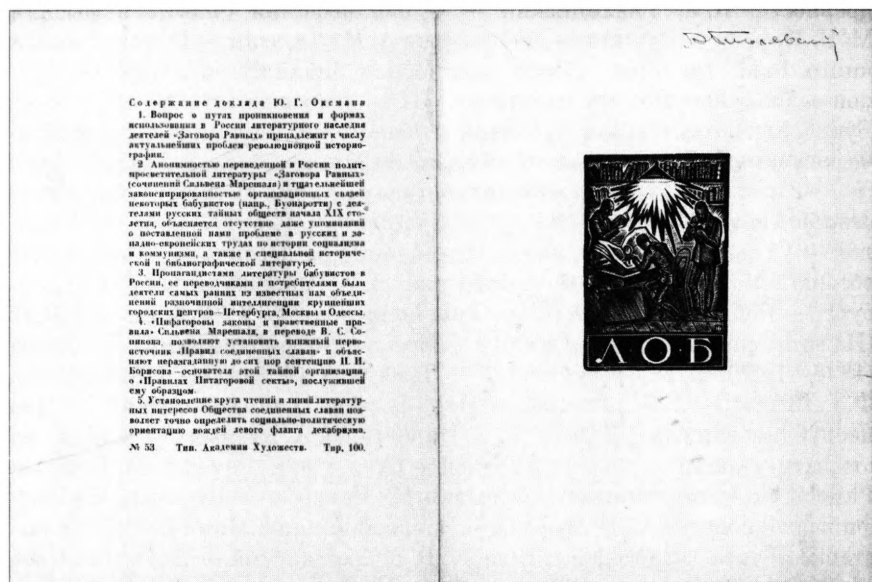 Содержание доклада Ю. Г. Оксмана
1. Вопрос о путях проникновения и формах
использования в России литературного наследия
деятелей «Заговора Равных» принадлежит к числу
актуальнейших проблем революционной историо-
графии.
2 Анонимностью переведенной в России полит-
просветительной литературы «Заговора Равных»
(сочинений Сильвена Марешаля) и тщательнейшей
законспирированностью организационных связей
некоторых бабувистов (напр., Буонаротти) с дея-
телями русских тайных обществ начала XIX сто-
летия, объясняется отсутствие даже упоминаний
о поставленной нами проблеме в русских и за-
падно-европейских трудах по истории социализма
и коммунизма, а также в специальной историче-
ской и библиографической литературе.
3. Пропагандистами литературы бабувистов в
России, ее переводчиками и потребителями были
деятели самых ранних из известных нам объеди-
нений разночинной интеллигенции крупнейших
городских центров—Петербурга, Москвы и Одессы.
4. «Пифагоровы законы и нравственные пра-
вила» Сильвена Марешаля, в переводе В. С. Со-
пикова, позволяют установить книжный перво-
источник «Правил соединенных славян» и объяс-
няют неразгаданную до сих пор сентенцию П. И.
Борисова—основателя этой тайной организации,
о «Правилах Питагоровой секты», послужившей
ему образцом.
5. Установление круга чтений и линий литератур-
ных интересов Общества соединенных славян поз-
воляет точно определить социально-политическую
ориентацию вождей левого фланга декабризма.
№ 53. Тип. Академии Художеств. Тир. 100.
Л·О·Б